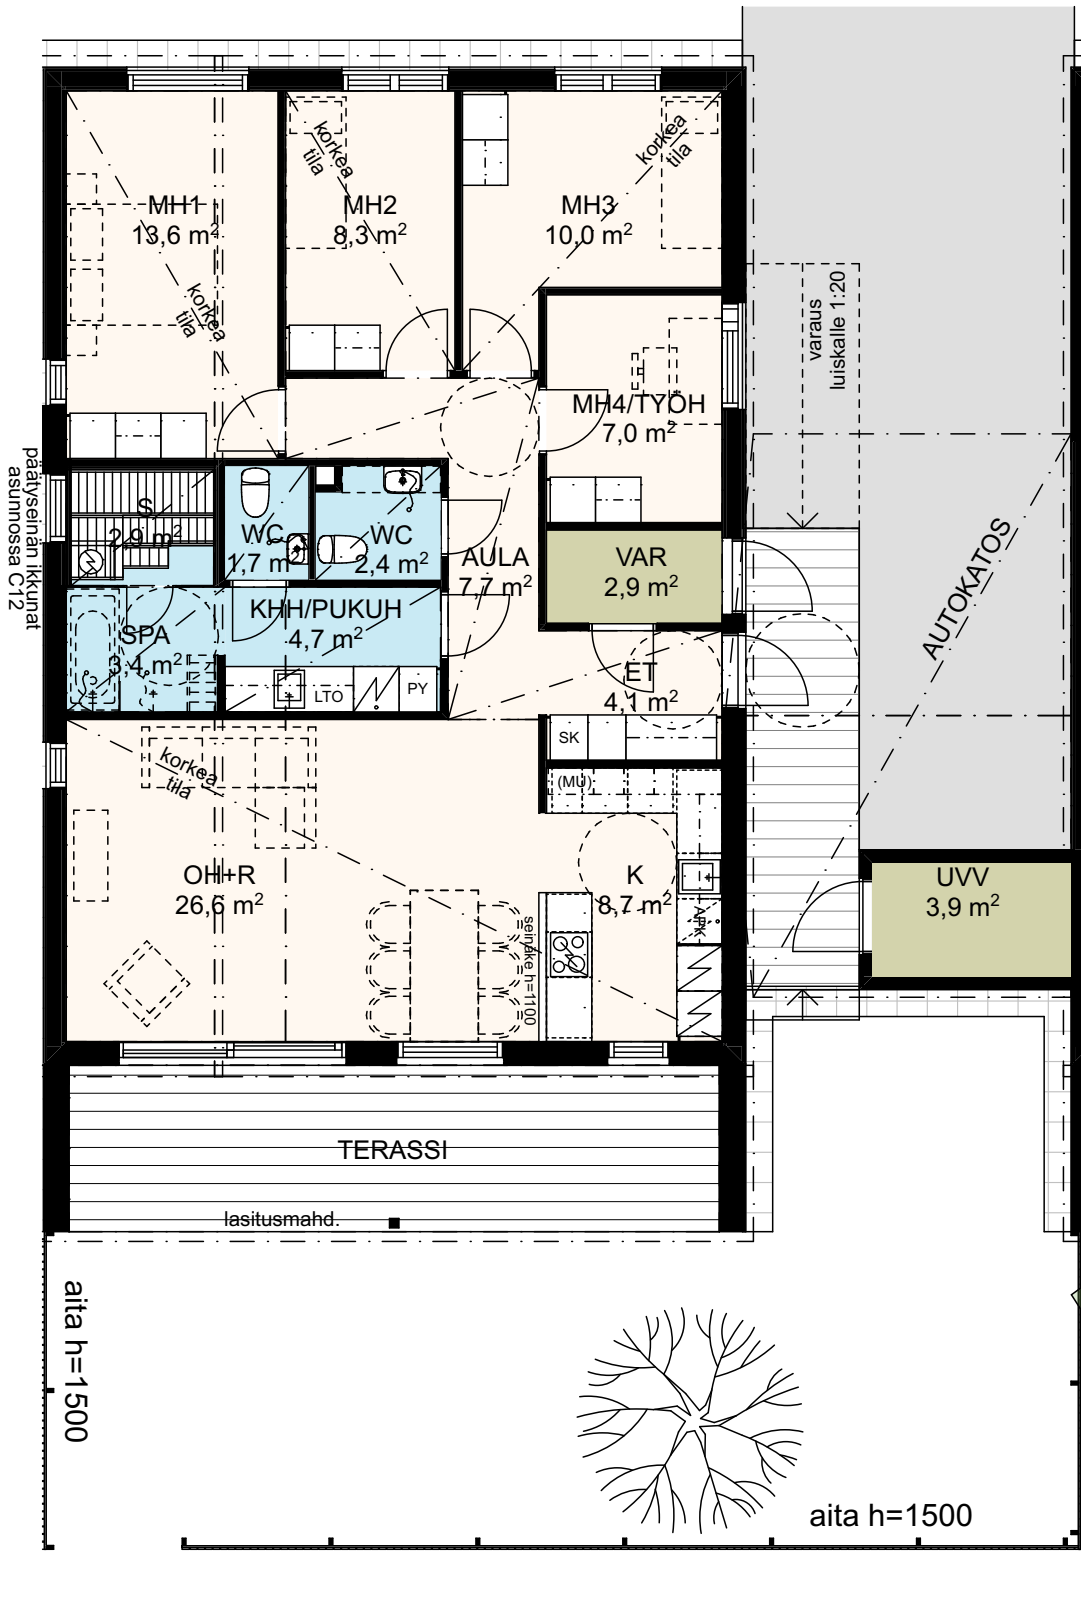 korkea
tila
korkea
tila
MH1
13,6 m²
MH2
8,3 m²
MH3
10,0 m²
korkea
tila
varaus
luiskalle 1:20
MH4/TYÖH
7,0 m²
päätyseinän ikkunat
asunnossa C12
S
2,9 m²
WC
1,7 m²
WC
2,4 m²
AULA
7,7 m²
VAR
2,9 m²
AUTOKATOS
KHH/PUKUH
4,7 m²
SPA
3,4 m²
ET
4,1 m²
LTO
PY
SK
korkea
tila
(MU)
OH+R
26,6 m²
K
8,7 m²
APK
seinäke h=1100
UVV
3,9 m²
TERASSI
lasitusmahd.
aita h=1500
aita h=1500